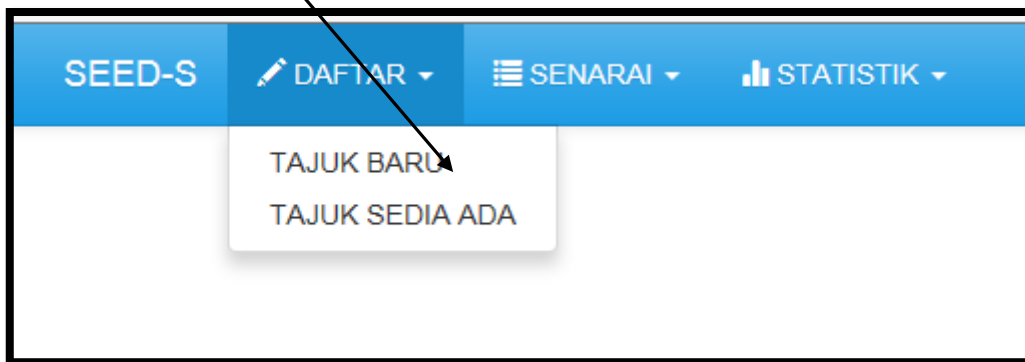 SEED-S DAFTAR SENARAI STATISTIK
TAJUK BARU
TAJUK SEDIA ADA